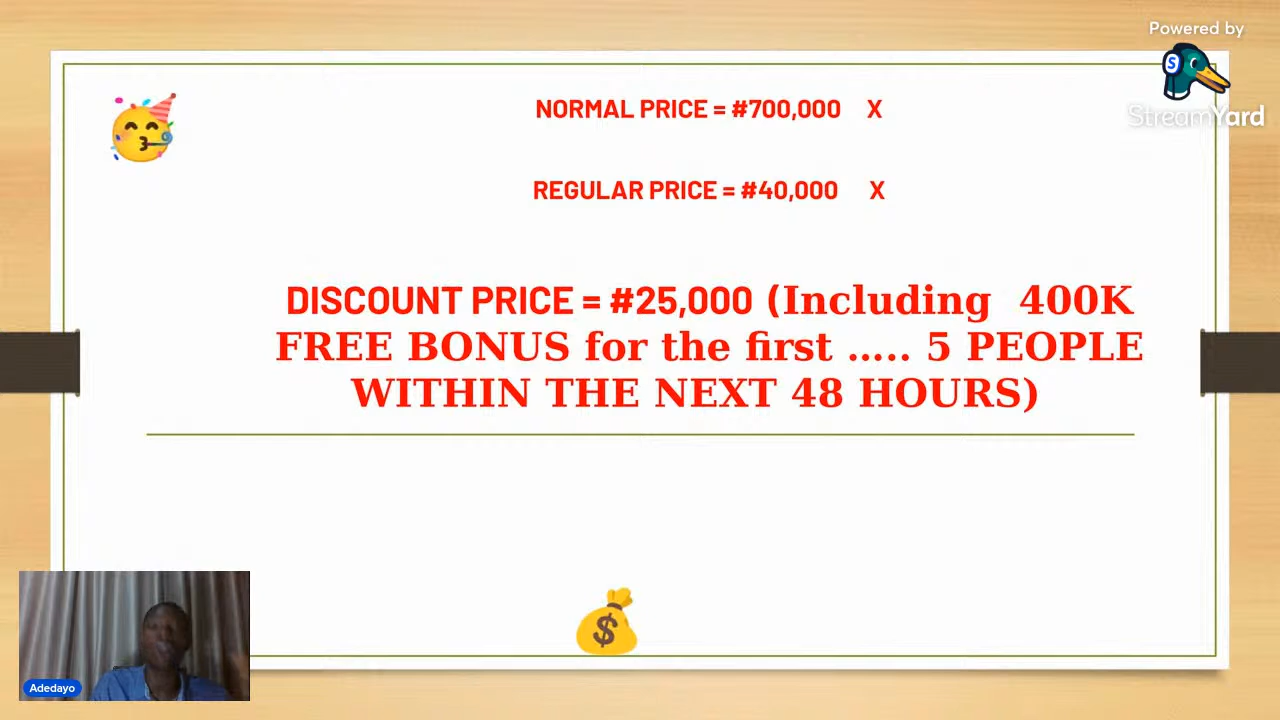 Powered by
StreamYard
NORMAL PRICE = #700,000 X
REGULAR PRICE = #40,000 X
DISCOUNT PRICE = #25,000 (Including 400K
FREE BONUS for the first ..... 5 PEOPLE
WITHIN THE NEXT 48 HOURS)
Adedayo